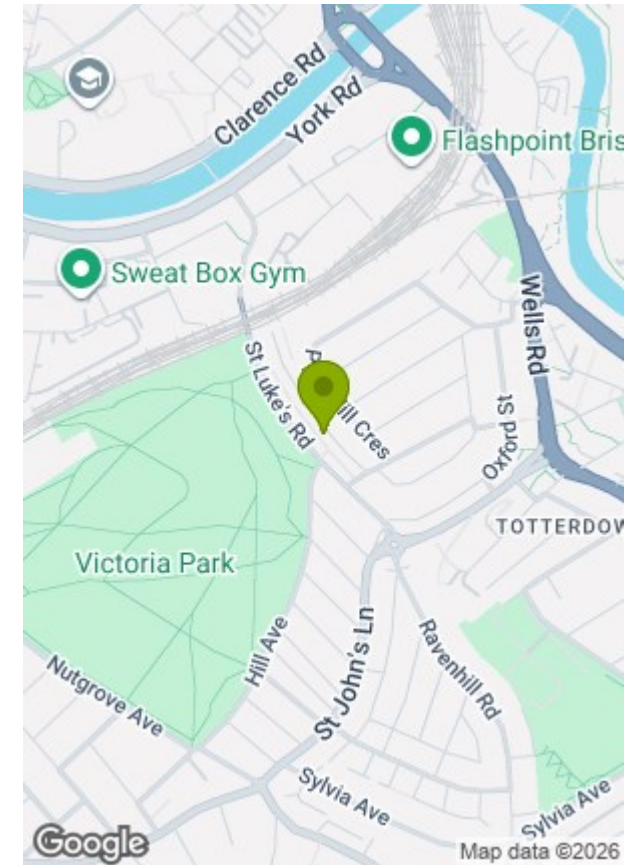 Clarence Rd
York Rd
Flashpoint Bris
Sweat Box Gym
Wells Rd
St Luke's Rd
ill Cres
Oxford St
TOTTERDOW
Victoria Park
Hill Ave
St John's Ln
Ravenhill Rd
Nutgrove Ave
Sylvia Ave
Sylvia Ave
Google
Map data ©2026